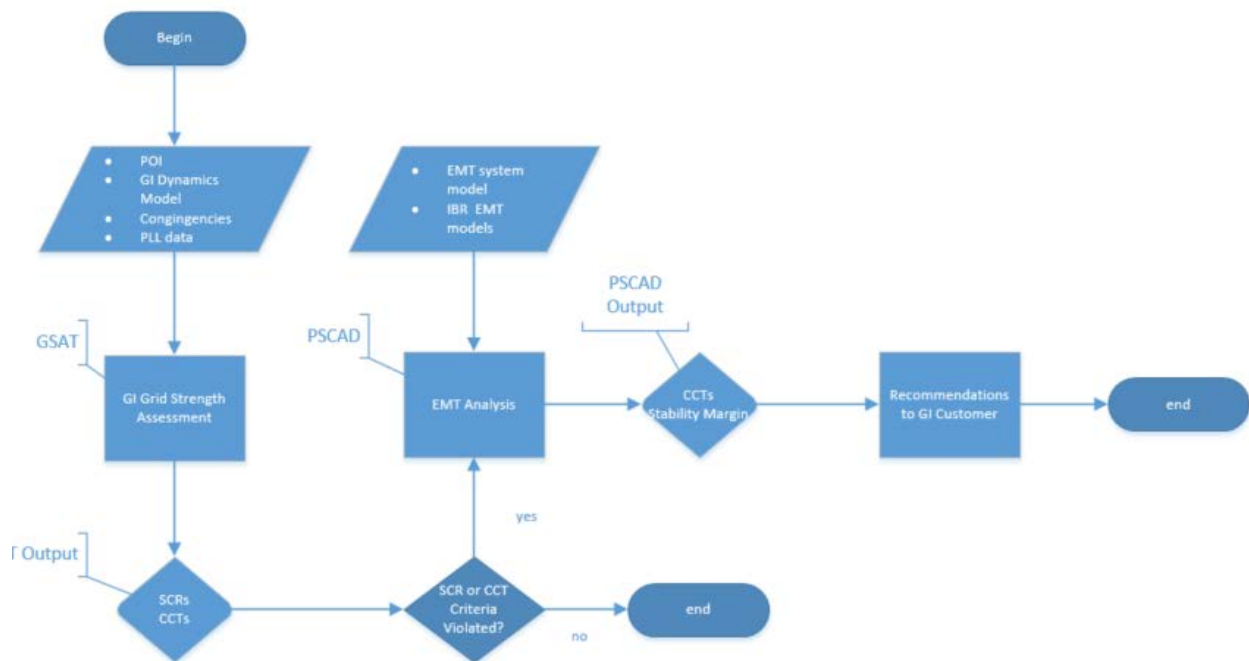 Begin
POI
GI Dynamics
Model
Congingencies
PLL data
EMT system
model
IBR EMT
models
PSCAD
Output
GSAT
PSCAD
GI Grid Strength
Assessment
EMT Analysis
CCTs
Stability Margin
Recommendations
to GI Customer
end
yes
T Output
SCRs
CCTs
SCR or CCT
Criteria
Violated?
no
end